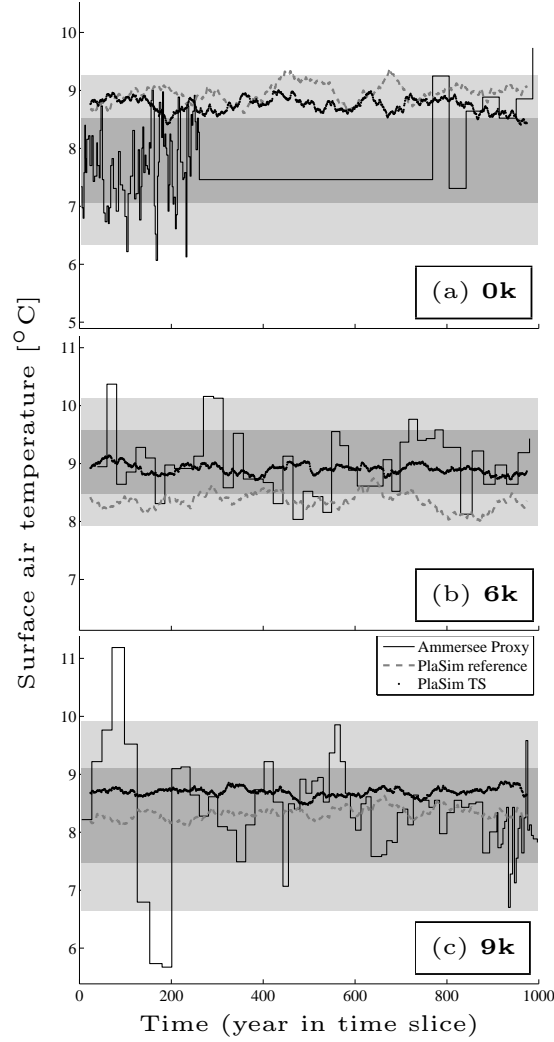 10
9
8
7
6
5
(a) 0k
11
10
9
8
7
(b) 6k
Ammersee Proxy
PlaSim reference
PlaSim TS
11
10
9
8
7
6
(c) 9k
0
200
400
600
800
1000
Time (year in time slice)
Surface air temperature [°C]